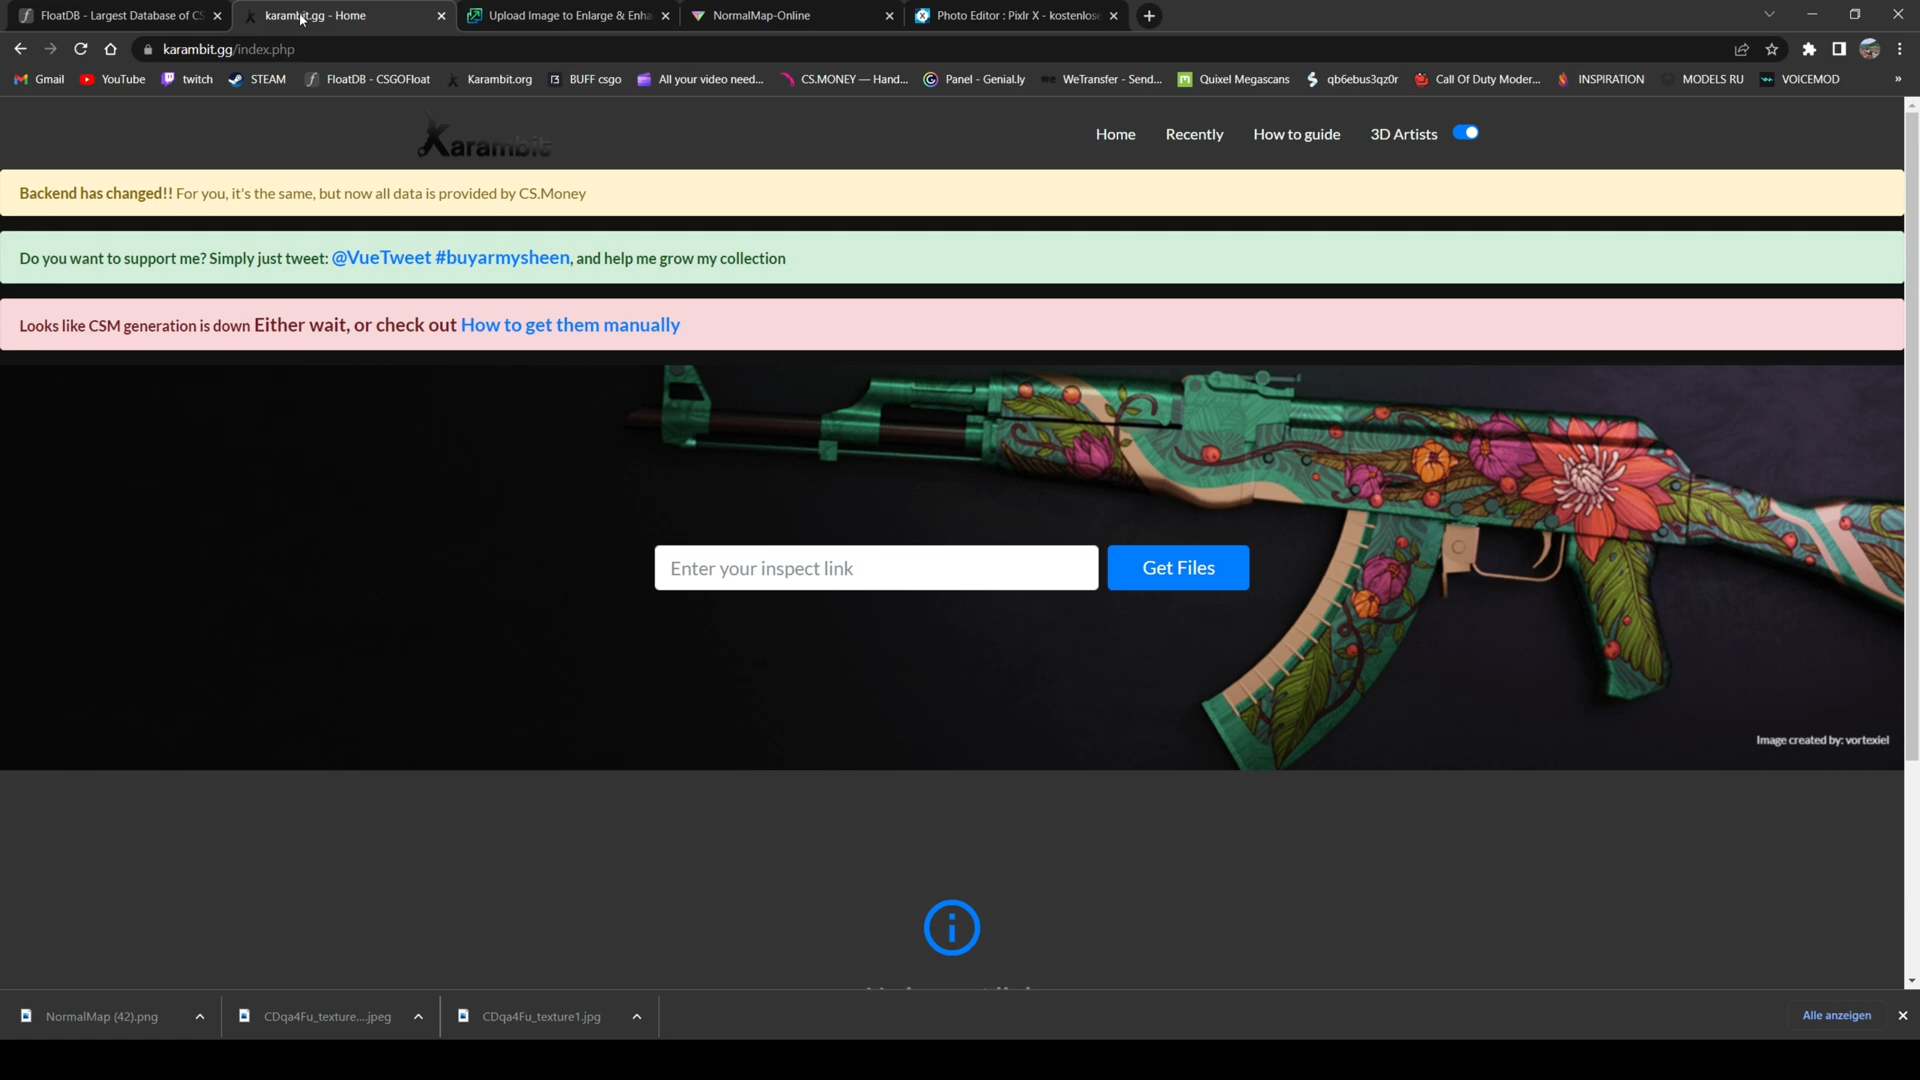 FloatDB - Largest Database of CS
karambit.gg - Home
Upload Image to Enlarge & Enha
NormalMap-Online
Photo Editor : Pixlr X - kostenlose
karambit.gg/index.php
Gmail
YouTube
twitch
STEAM
FloatDB - CSGOFloat
Karambit.org
BUFF csgo
All your video need...
CS.MONEY — Hand...
Panel - Genial.ly
WeTransfer - Send...
Quixel Megascans
qb6ebus3qz0r
Call Of Duty Moder...
INSPIRATION
MODELS RU
VOICEMOD
»
Karambit
Home
Recently
How to guide
3D Artists
Backend has changed!! For you, it's the same, but now all data is provided by CS.Money
Do you want to support me? Simply just tweet: @VueTweet #buyarmysheen, and help me grow my collection
Looks like CSM generation is down Either wait, or check out How to get them manually
Enter your inspect link
Get Files
Image created by: vortexiel
NormalMap (42).png
CDqa4Fu_texture....jpeg
CDqa4Fu_texture1.jpg
Alle anzeigen